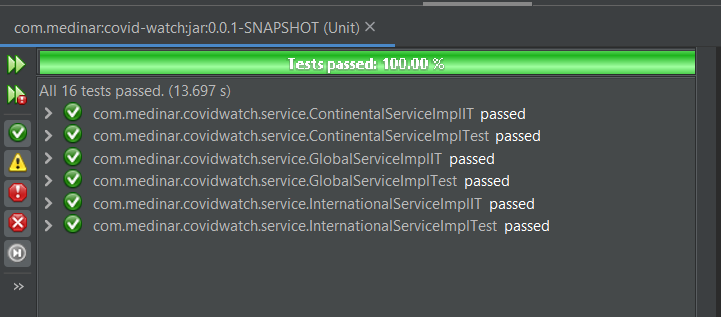 com.medinar:covid-watch:jar:0.0.1-SNAPSHOT (Unit)
Tests passed: 100.00 %
All 16 tests passed. (13.697 s)
com.medinar.covidwatch.service.ContinentalServiceImplIT passed
com.medinar.covidwatch.service.ContinentalServiceImplTest passed
com.medinar.covidwatch.service.GlobalServiceImplIT passed
com.medinar.covidwatch.service.GlobalServiceImplTest passed
com.medinar.covidwatch.service.InternationalServiceImplIT passed
com.medinar.covidwatch.service.InternationalServiceImplTest passed